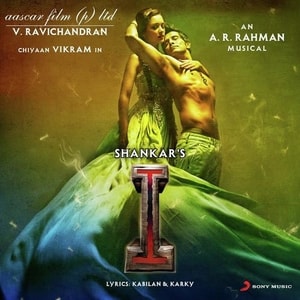 aascar film (p) ltd
V. RAVICHANDRAN
CHIYAAN VIKRAM IN
AN
A. R. RAHMAN
MUSICAL
SHANKAR'S
I
LYRICS: KABILAN & KARKY
SONY MUSIC